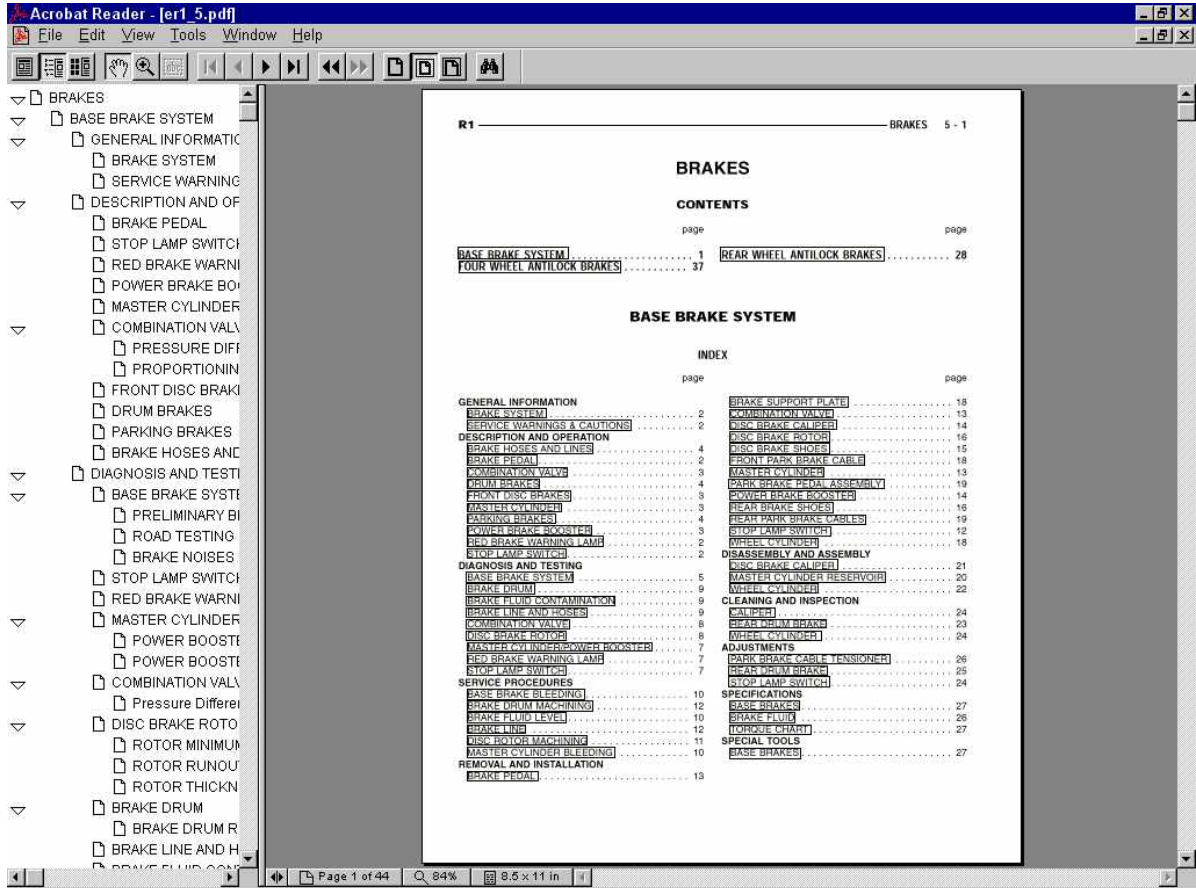 Acrobat Reader - [er1_5.pdf]
File Edit View Tools Window Help
BRAKES
BASE BRAKE SYSTEM
GENERAL INFORMATIC
BRAKE SYSTEM
SERVICE WARNING
DESCRIPTION AND OF
BRAKE PEDAL
STOP LAMP SWITCH
RED BRAKE WARNI
POWER BRAKE BO
MASTER CYLINDER
COMBINATION VALV
PRESSURE DIFF
PROPORTIONIN
FRONT DISC BRAKI
DRUM BRAKES
PARKING BRAKES
BRAKE HOSES AND
DIAGNOSIS AND TESTI
BASE BRAKE SYSTE
PRELIMINARY BI
ROAD TESTING
BRAKE NOISES
STOP LAMP SWITCH
RED BRAKE WARNI
MASTER CYLINDER
POWER BOOSTE
POWER BOOSTE
COMBINATION VALV
Pressure Differen
DISC BRAKE ROTO
ROTOR MINIMUM
ROTOR RUNOU
ROTOR THICKN
BRAKE DRUM
BRAKE DRUM R
BRAKE LINE AND H
R1 BRAKES 5 - 1
BRAKES
CONTENTS
page page
BASE BRAKE SYSTEM . . . . . . . . . . 1 REAR WHEEL ANTILOCK BRAKES . . . . . . . . . . 28
FOUR WHEEL ANTILOCK BRAKES . . . . . . . . . . 37
BASE BRAKE SYSTEM
INDEX
page
GENERAL INFORMATION
BRAKE SYSTEM . . . . . . . . . . 2
SERVICE WARNINGS & CAUTIONS . . . . . . . . . . 2
DESCRIPTION AND OPERATION
BRAKE HOSES AND LINES . . . . . . . . . . 4
BRAKE PEDAL . . . . . . . . . . 2
COMBINATION VALVE . . . . . . . . . . 3
DRUM BRAKES . . . . . . . . . . 4
FRONT DISC BRAKES . . . . . . . . . . 3
MASTER CYLINDER . . . . . . . . . . 3
PARKING BRAKES . . . . . . . . . . 4
POWER BRAKE BOOSTER . . . . . . . . . . 3
RED BRAKE WARNING LAMP . . . . . . . . . . 2
STOP LAMP SWITCH . . . . . . . . . . 2
DIAGNOSIS AND TESTING
BASE BRAKE SYSTEM . . . . . . . . . . 5
BRAKE DRUM . . . . . . . . . . 9
BRAKE FLUID CONTAMINATION . . . . . . . . . . 9
BRAKE LINE AND HOSES . . . . . . . . . . 9
COMBINATION VALVE . . . . . . . . . . 8
DISC BRAKE ROTOR . . . . . . . . . . 8
MASTER CYLINDER/POWER BOOSTER . . . . . . . . . . 7
RED BRAKE WARNING LAMP . . . . . . . . . . 7
STOP LAMP SWITCH . . . . . . . . . . 7
SERVICE PROCEDURES
BASE BRAKE BLEEDING . . . . . . . . . . 10
BRAKE DRUM MACHINING . . . . . . . . . . 12
BRAKE FLUID LEVEL . . . . . . . . . . 10
BRAKE LINE . . . . . . . . . . 12
DISC ROTOR MACHINING . . . . . . . . . . 11
MASTER CYLINDER BLEEDING . . . . . . . . . . 10
REMOVAL AND INSTALLATION
BRAKE PEDAL . . . . . . . . . . 13
page
BRAKE SUPPORT PLATE . . . . . . . . . . 18
COMBINATION VALVE . . . . . . . . . . 13
DISC BRAKE CALIPER . . . . . . . . . . 14
DISC BRAKE ROTOR . . . . . . . . . . 16
DISC BRAKE SHOES . . . . . . . . . . 15
FRONT PARK BRAKE CABLE . . . . . . . . . . 18
MASTER CYLINDER . . . . . . . . . . 13
PARK BRAKE PEDAL ASSEMBLY . . . . . . . . . . 19
POWER BRAKE BOOSTER . . . . . . . . . . 14
REAR BRAKE SHOES . . . . . . . . . . 16
REAR PARK BRAKE CABLES . . . . . . . . . . 19
STOP LAMP SWITCH . . . . . . . . . . 12
WHEEL CYLINDER . . . . . . . . . . 18
DISASSEMBLY AND ASSEMBLY
DISC BRAKE CALIPER . . . . . . . . . . 21
MASTER CYLINDER RESERVOIR . . . . . . . . . . 20
WHEEL CYLINDER . . . . . . . . . . 22
CLEANING AND INSPECTION
CALIPER . . . . . . . . . . 24
REAR DRUM BRAKE . . . . . . . . . . 23
WHEEL CYLINDER . . . . . . . . . . 24
ADJUSTMENTS
PARK BRAKE CABLE TENSIONER . . . . . . . . . . 26
REAR DRUM BRAKE . . . . . . . . . . 25
STOP LAMP SWITCH . . . . . . . . . . 24
SPECIFICATIONS
BASE BRAKES . . . . . . . . . . 27
BRAKE FLUID . . . . . . . . . . 26
TORQUE CHART . . . . . . . . . . 27
SPECIAL TOOLS
BASE BRAKES . . . . . . . . . . 27
Page 1 of 44 84% 8.5 x 11 in